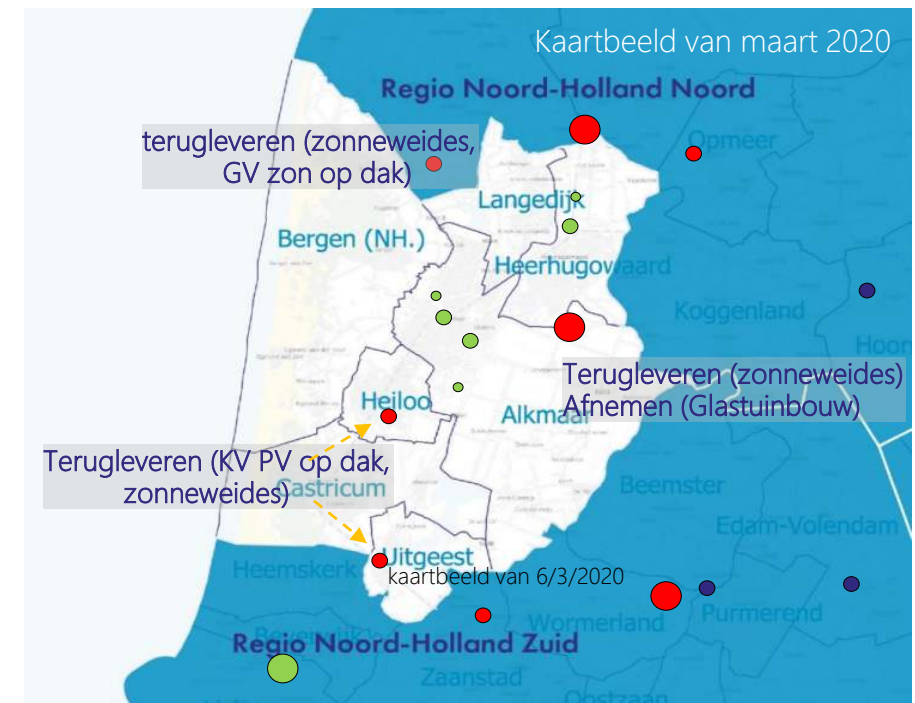 Kaartbeeld van maart 2020
Regio Noord-Holland Noord
terugleveren (zonneweides,
GV zon op dak)
Opmeer
Langedijk
Bergen (NH.)
Heerhugowaard
Koggenland
Hoorn
Terugleveren (zonneweides)
Afnemen (Glastuinbouw)
Heiloo
Alkmaar
Terugleveren (KV PV op dak,
zonneweides)
Castricum
Beemster
Edam-Volendam
Uitgeest
Heemskerk
kaartbeeld van 6/3/2020
Wormerland
Purmerend
Beverwijk
Regio Noord-Holland Zuid
Zaanstad
Oostzaan